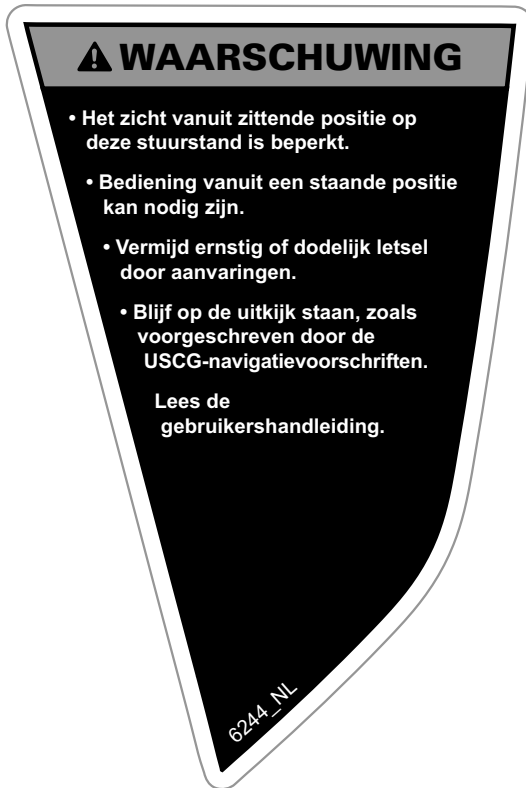 WAARSCHUWING
• Het zicht vanuit zittende positie op
deze stuurstand is beperkt.
• Bediening vanuit een staande positie
kan nodig zijn.
• Vermijd ernstig of dodelijk letsel
door aanvaringen.
• Blijf op de uitkijk staan, zoals
voorgeschreven door de
USCG-navigatievoorschriften.
Lees de
gebruikershandleiding.
6244_NL